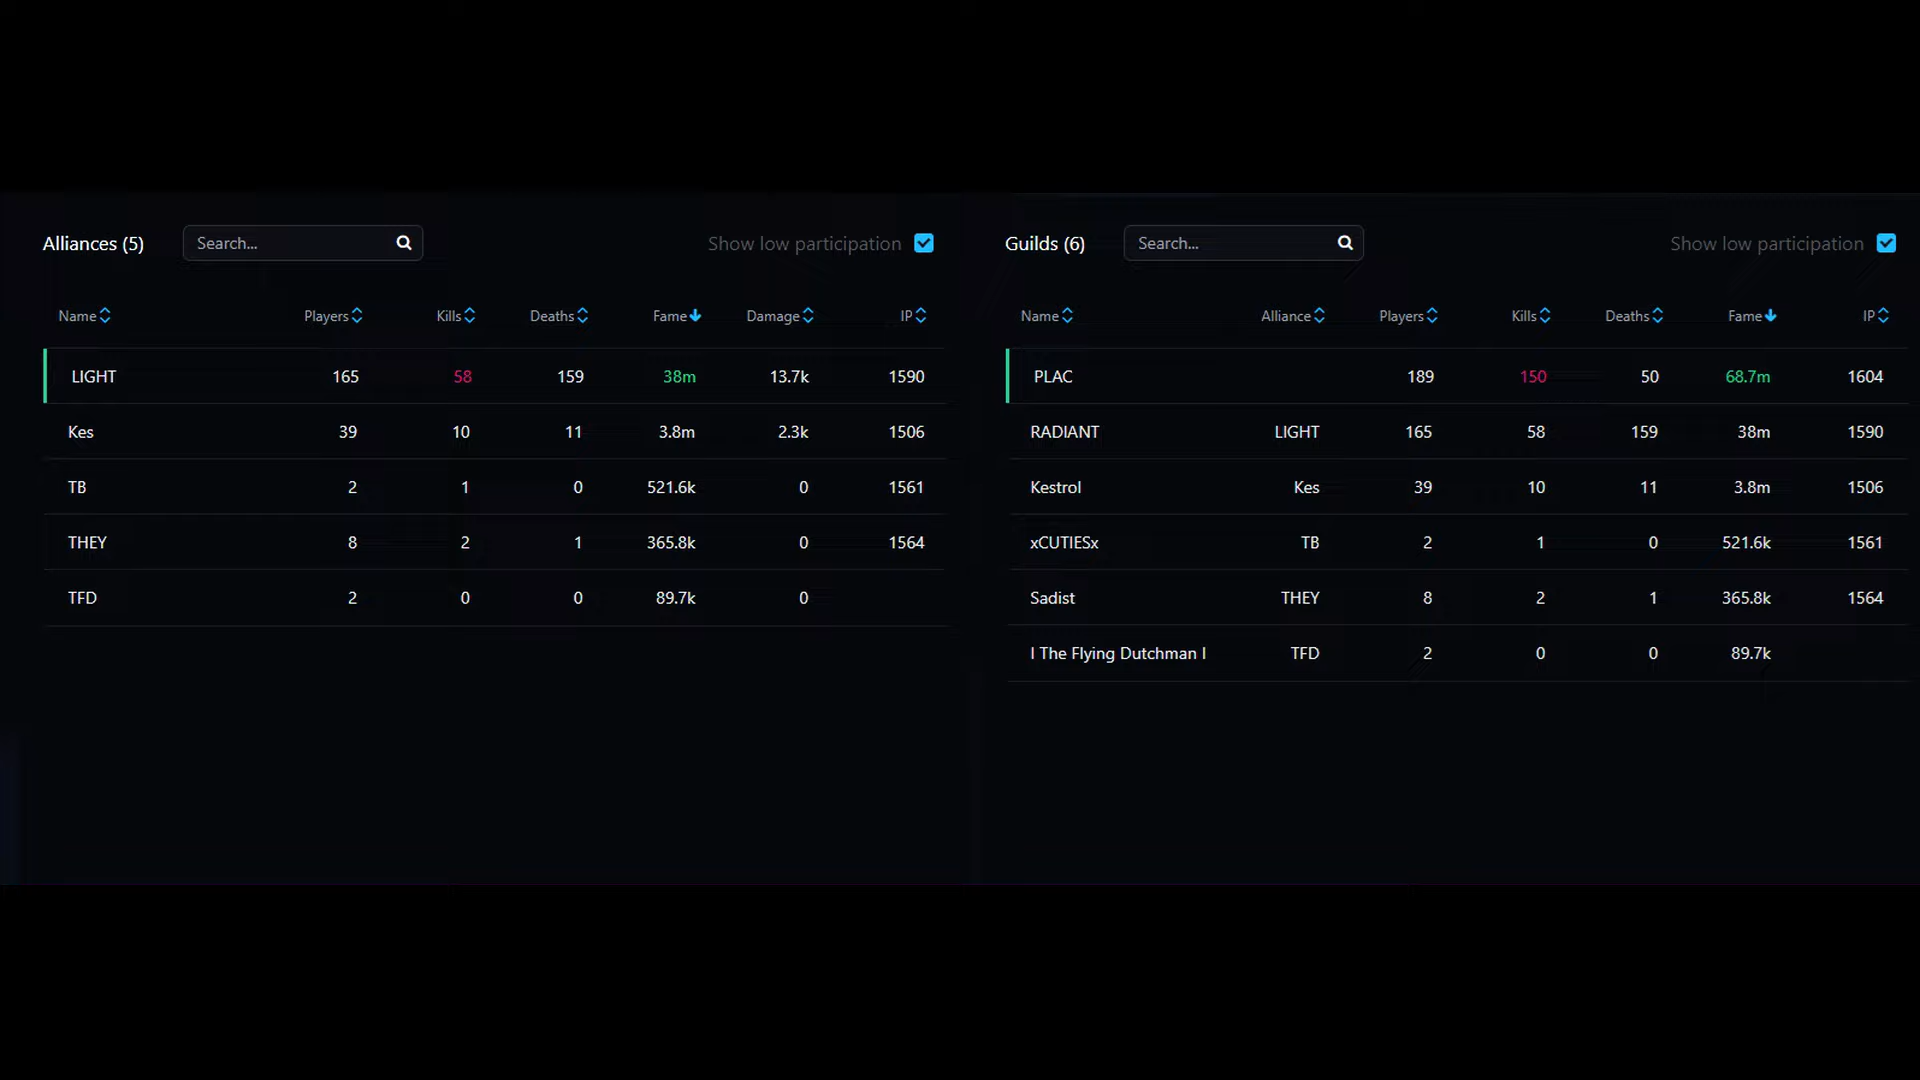 Alliances (5) Search... Show low participation
Name Players Kills Deaths Fame Damage IP
LIGHT 165 58 159 38m 13.7k 1590
Kes 39 10 11 3.8m 2.3k 1506
TB 2 1 0 521.6k 0 1561
THEY 8 2 1 365.8k 0 1564
TFD 2 0 0 89.7k 0
Guilds (6) Search... Show low participation
Name Alliance Players Kills Deaths Fame IP
PLAC 189 150 50 68.7m 1604
RADIANT LIGHT 165 58 159 38m 1590
Kestrol Kes 39 10 11 3.8m 1506
xCUTIESx TB 2 1 0 521.6k 1561
Sadist THEY 8 2 1 365.8k 1564
I The Flying Dutchman I TFD 2 0 0 89.7k